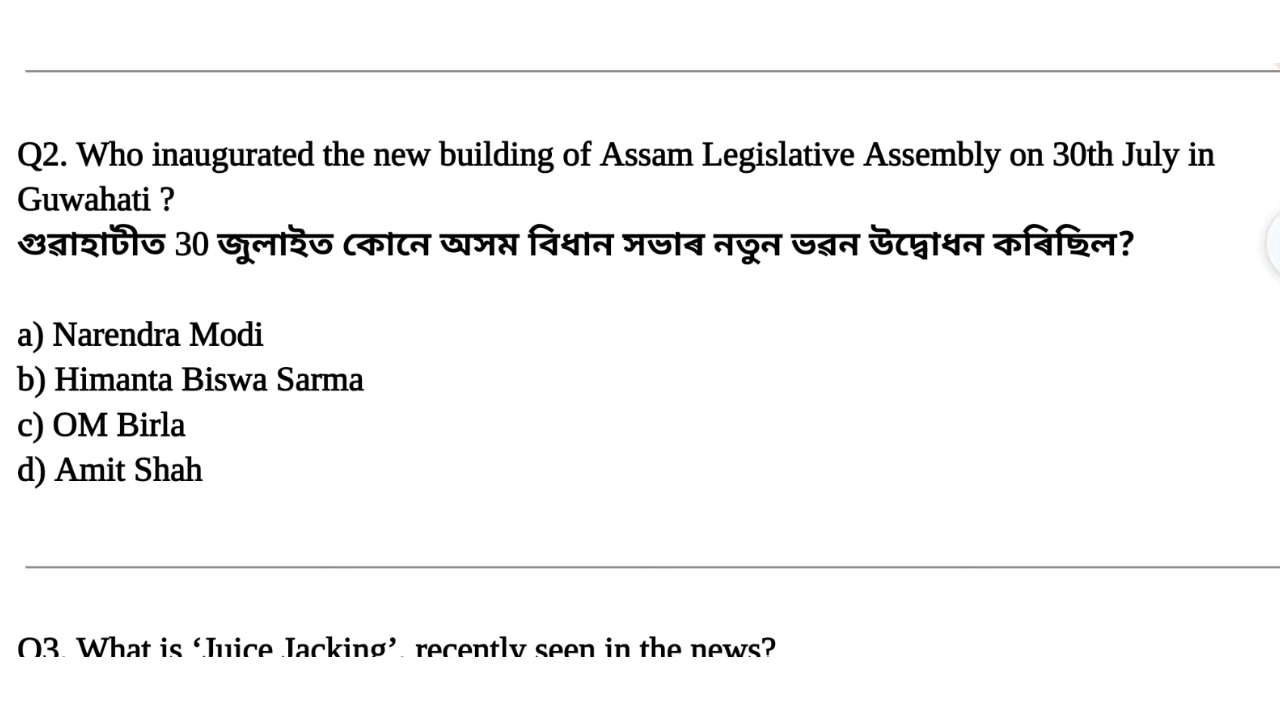 Q2. Who inaugurated the new building of Assam Legislative Assembly on 30th July in
Guwahati ?
গুৱাহাটীত 30 জুলাইত কোনে অসম বিধান সভাৰ নতুন ভৱন উদ্বোধন কৰিছিল?
a) Narendra Modi
b) Himanta Biswa Sarma
c) OM Birla
d) Amit Shah
Q3. What is ‘Juice Jacking’, recently seen in the news?